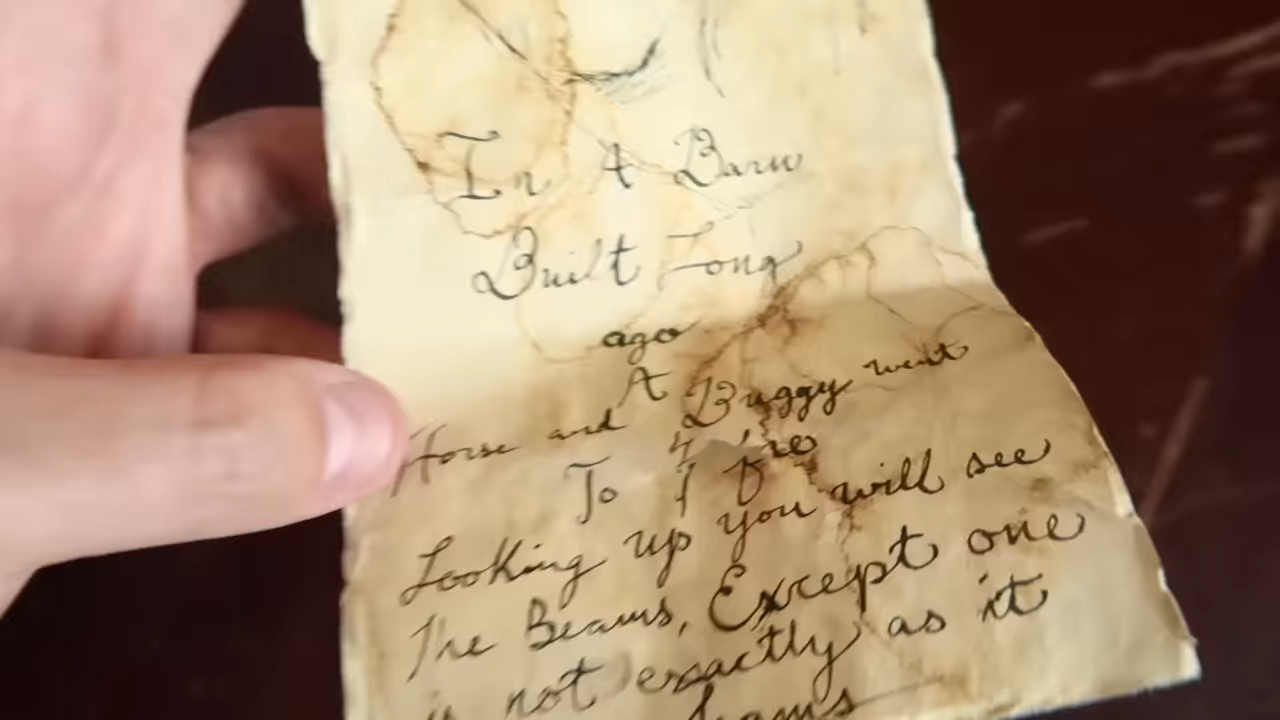 In A Barn
Built Long
ago
A
Horse and Buggy went
To
Looking up you will see
The Beams, Except one
is not exactly as it